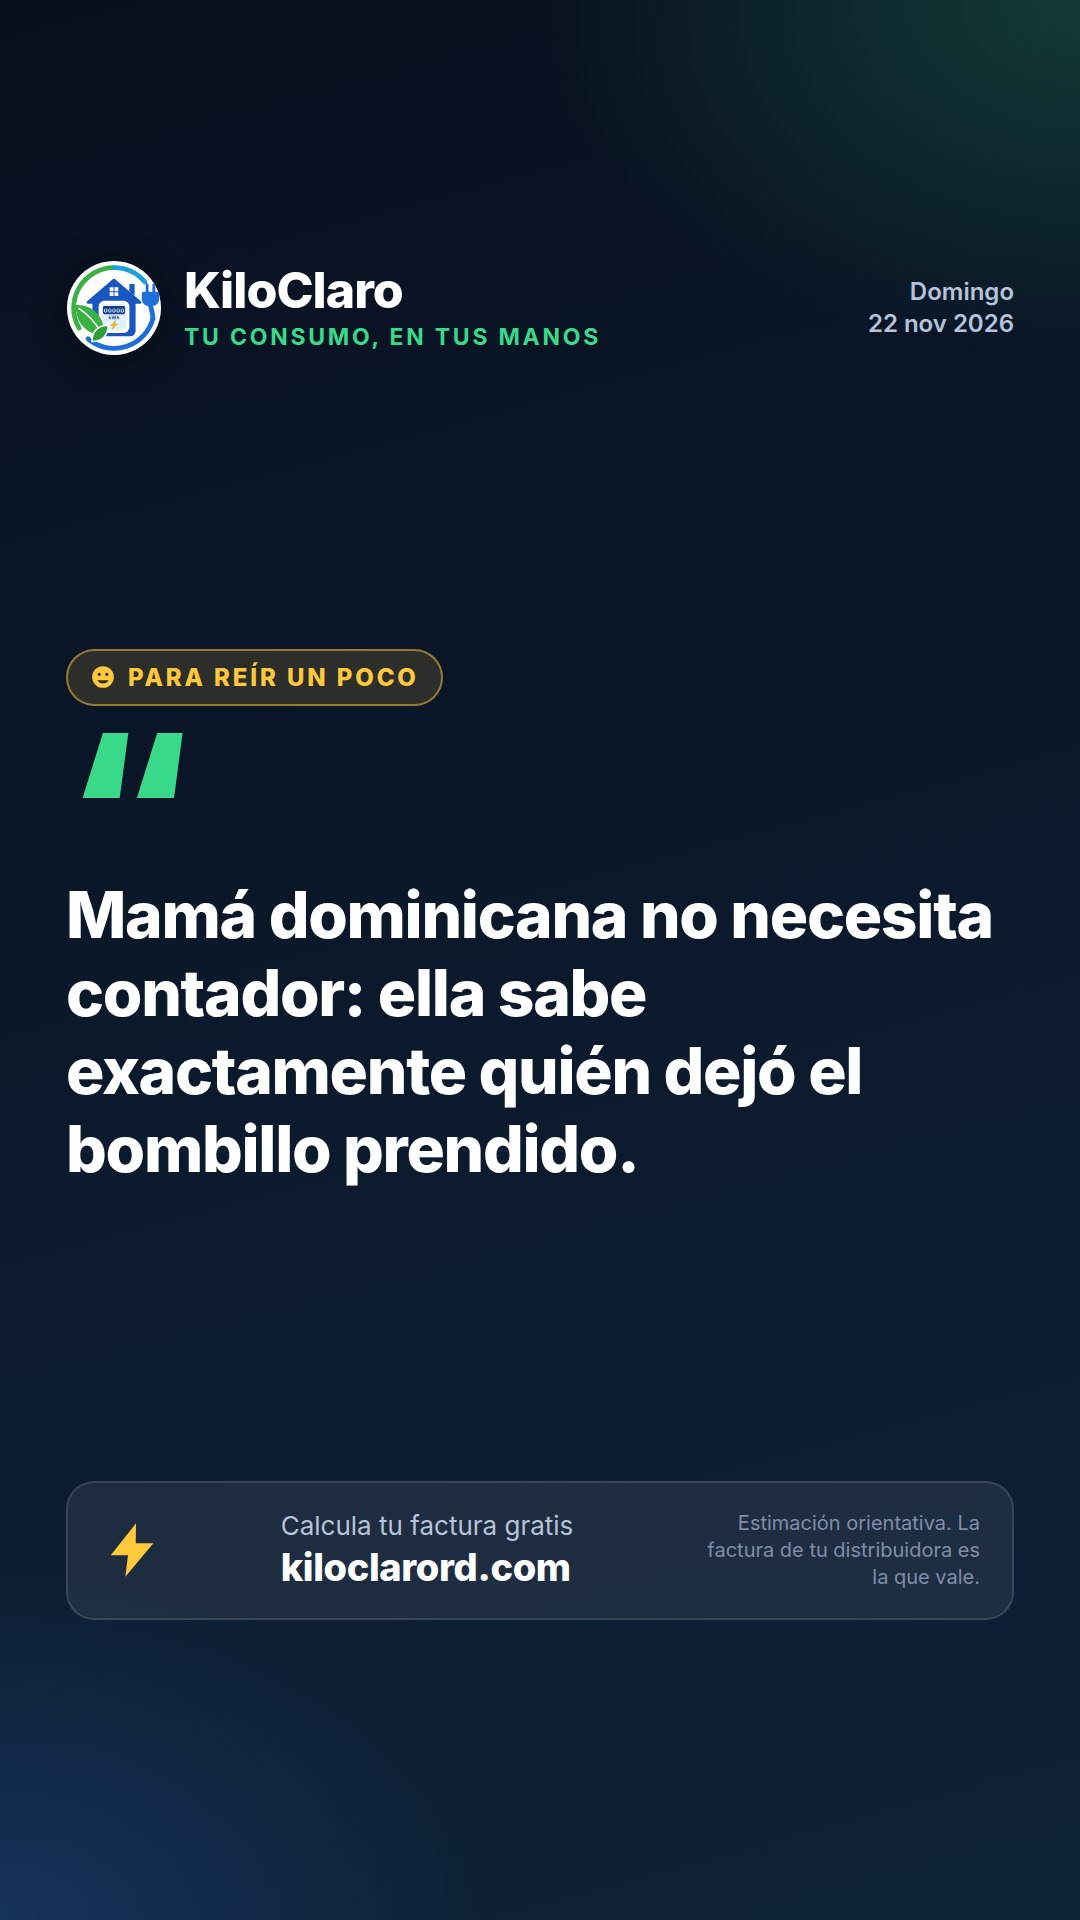 KiloClaro
TU CONSUMO, EN TUS MANOS
Domingo
22 nov 2026
PARA REÍR UN POCO
"
Mamá dominicana no necesita
contador: ella sabe
exactamente quién dejó el
bombillo prendido.
Calcula tu factura gratis
kiloclarord.com
Estimación orientativa. La
factura de tu distribuidora es
la que vale.